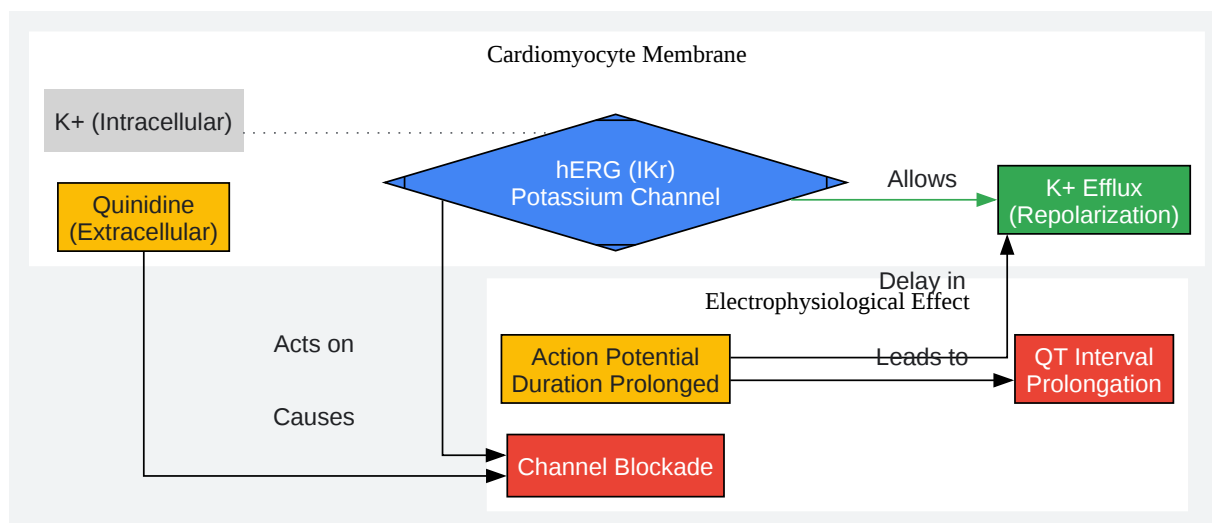 Cardiomyocyte Membrane
K+ (Intracellular)
hERG (IKr)
Potassium Channel
Allows
K+ Efflux
(Repolarization)
Quinidine
(Extracellular)
Delay in
Electrophysiological Effect
Acts on
Action Potential
Duration Prolonged
Leads to
QT Interval
Prolongation
Causes
Channel Blockade